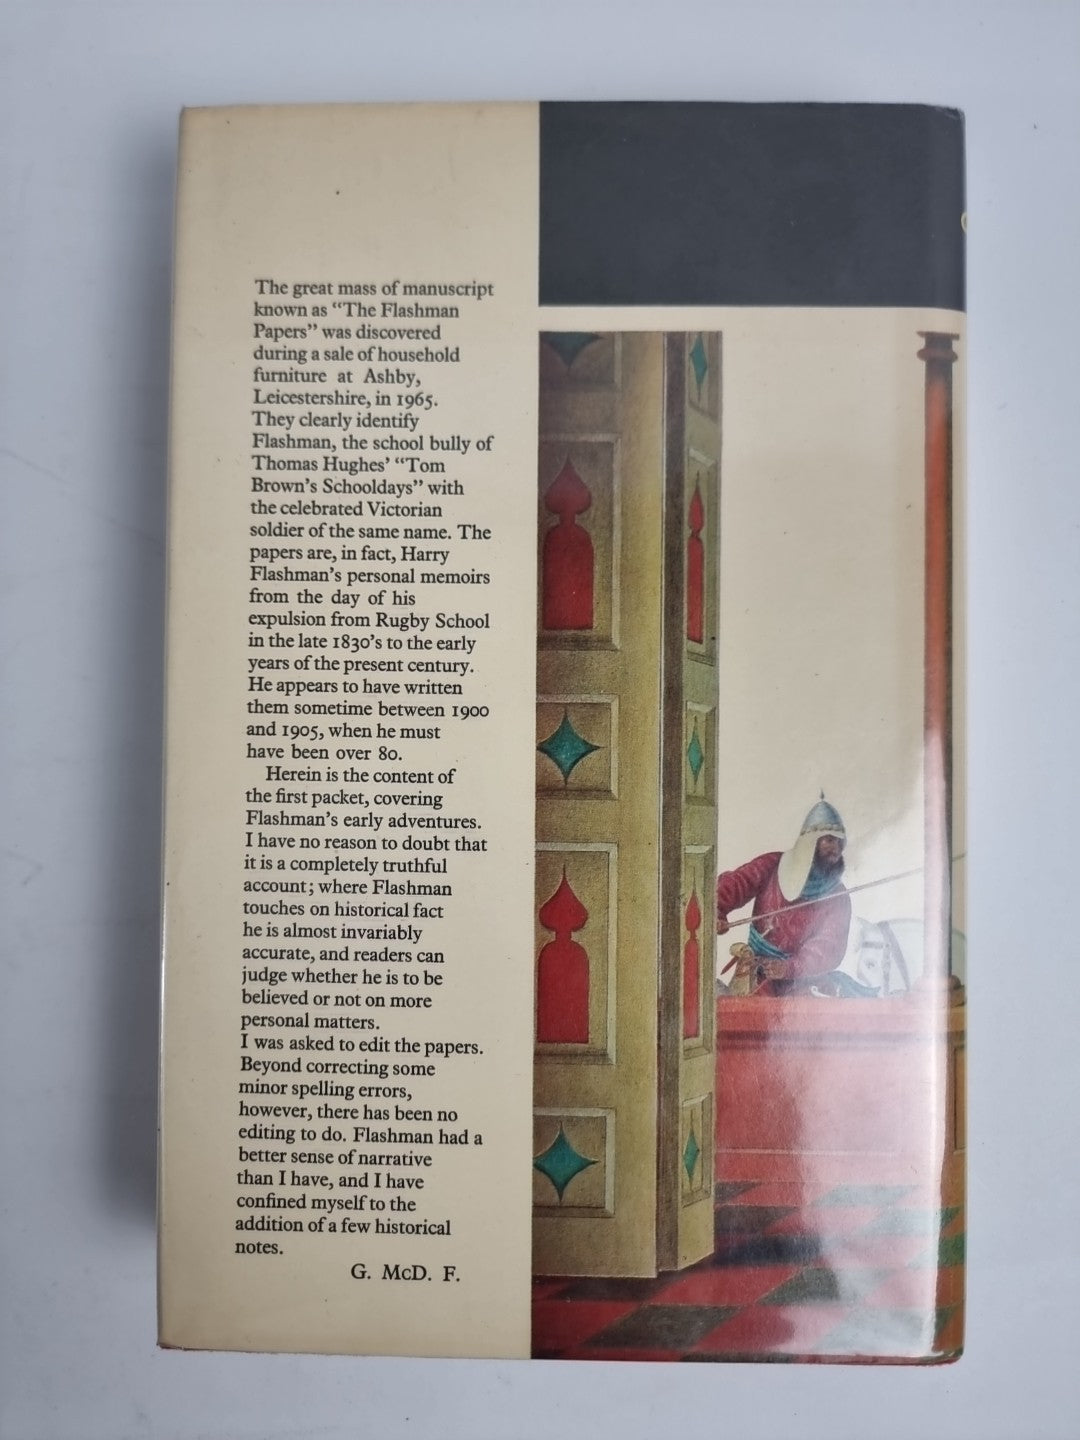 The great mass of manuscript
known as “The Flashman
Papers” was discovered
during a sale of household
furniture at Ashby,
Leicestershire, in 1965.
They clearly identify
Flashman, the school bully of
Thomas Hughes’ “Tom
Brown’s Schooldays” with
the celebrated Victorian
soldier of the same name. The
papers are, in fact, Harry
Flashman’s personal memoirs
from the day of his
expulsion from Rugby School
in the late 1830’s to the early
years of the present century.
He appears to have written
them sometime between 1900
and 1905, when he must
have been over 80.
Herein is the content of
the first packet, covering
Flashman’s early adventures.
I have no reason to doubt that
it is a completely truthful
account; where Flashman
touches on historical fact
he is almost invariably
accurate, and readers can
judge whether he is to be
believed or not on more
personal matters.
I was asked to edit the papers.
Beyond correcting some
minor spelling errors,
however, there has been no
editing to do. Flashman had a
better sense of narrative
than I have, and I have
confined myself to the
addition of a few historical
notes.
G. McD. F.